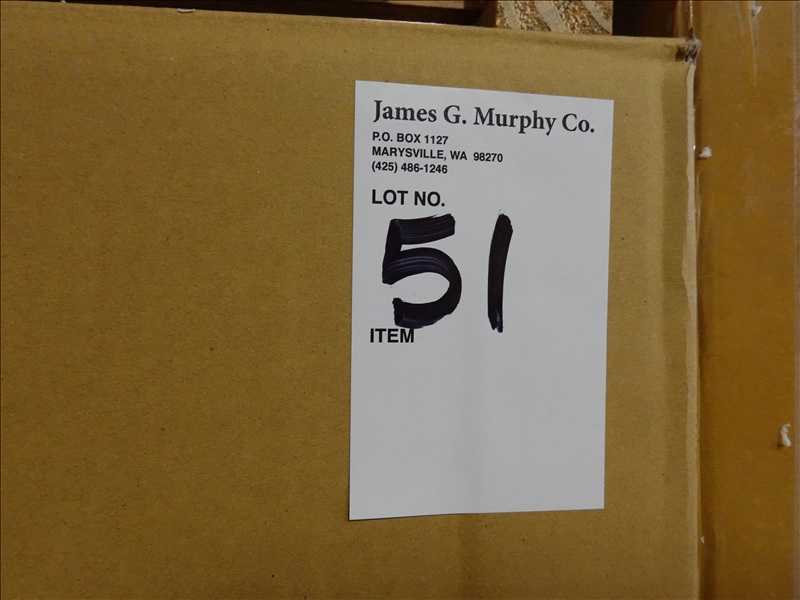 James G. Murphy Co.
P.O. BOX 1127
MARYSVILLE, WA 98270
(425) 486-1246
LOT NO.
51
ITEM